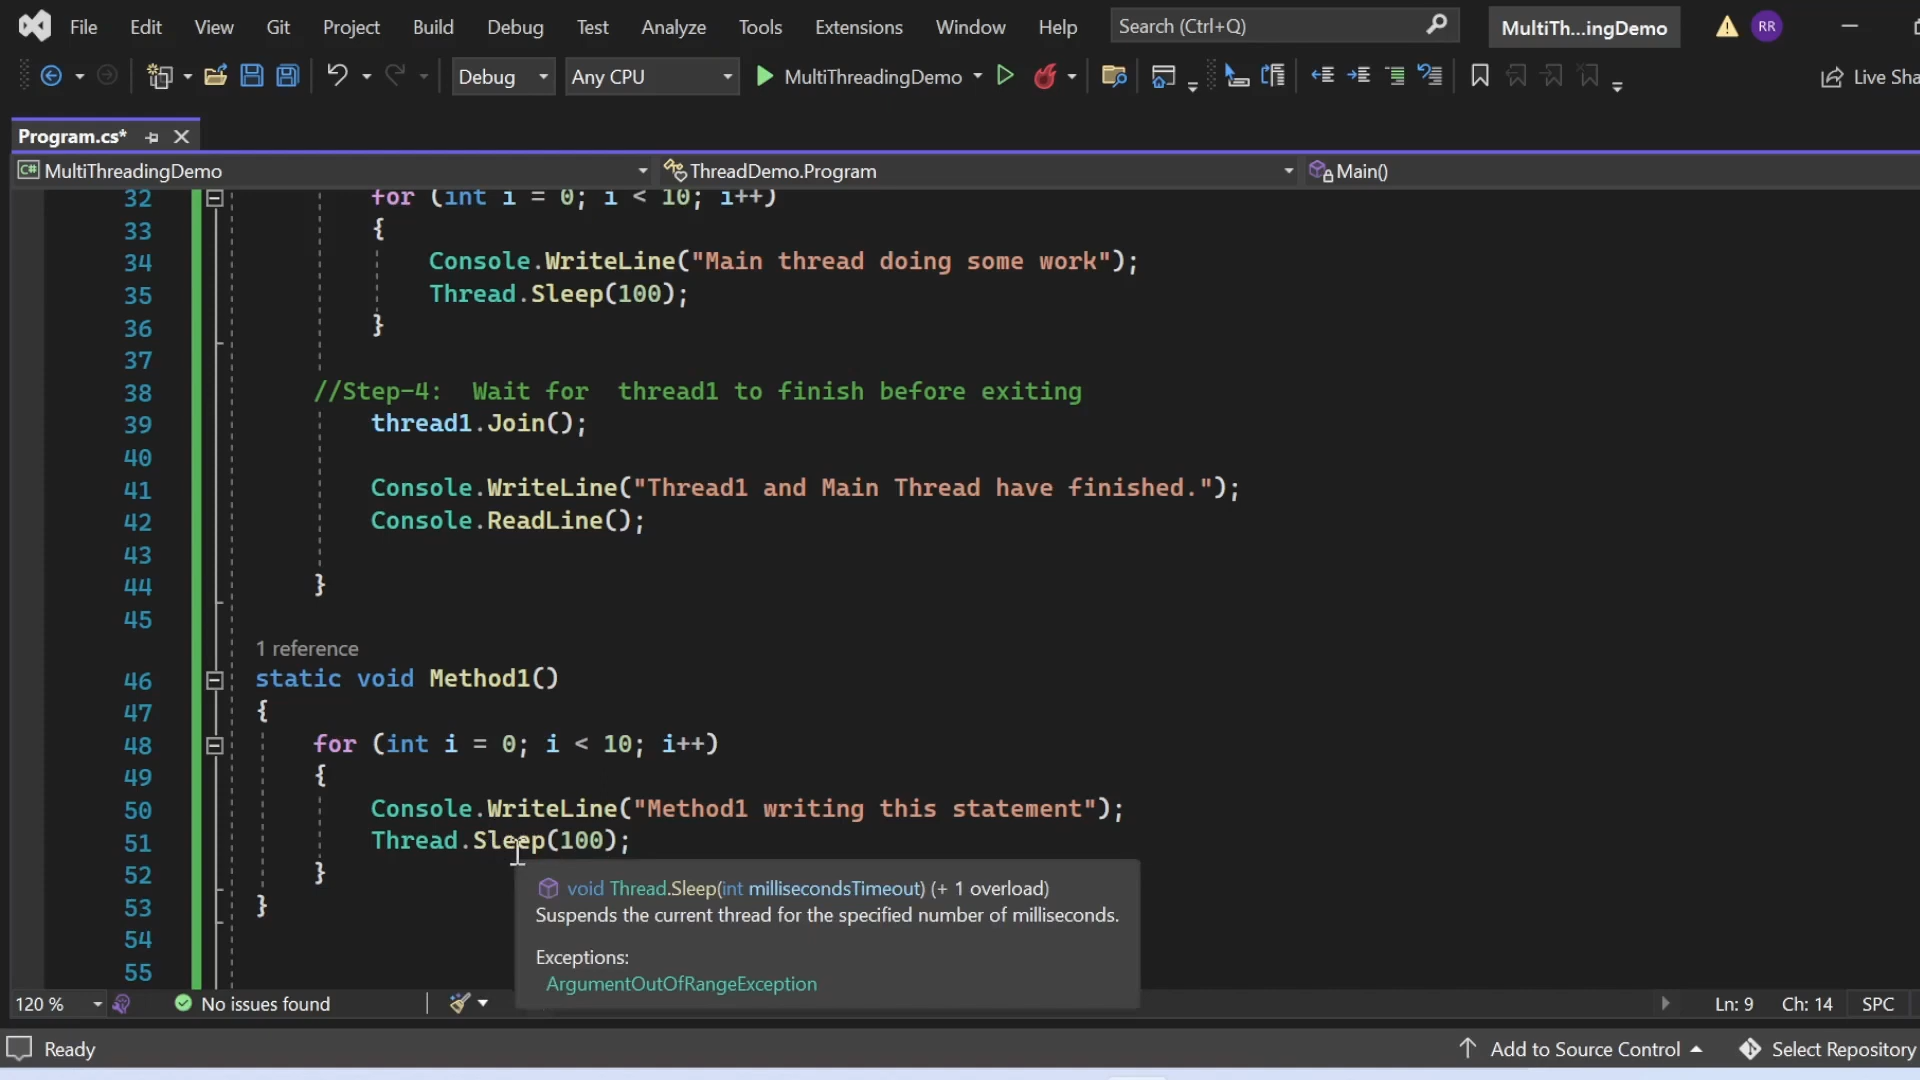 File Edit View Git Project Build Debug Test Analyze Tools Extensions Window Help Search (Ctrl+Q) MultiTh...ingDemo RR
Debug Any CPU MultiThreadingDemo Live Sha
Program.cs*
C# MultiThreadingDemo ThreadDemo.Program Main()
32 for (int i = 0; i < 10; i++)
33 {
34 Console.WriteLine("Main thread doing some work");
35 Thread.Sleep(100);
36 }
37
38 //Step-4: Wait for thread1 to finish before exiting
39 thread1.Join();
40
41 Console.WriteLine("Thread1 and Main Thread have finished.");
42 Console.ReadLine();
43
44 }
45
1 reference
46 static void Method1()
47 {
48 for (int i = 0; i < 10; i++)
49 {
50 Console.WriteLine("Method1 writing this statement");
51 Thread.Sleep(100);
52 }
53 }
54
55
void Thread.Sleep(int millisecondsTimeout) (+ 1 overload)
Suspends the current thread for the specified number of milliseconds.
Exceptions:
ArgumentOutOfRangeException
120 % No issues found Ln: 9 Ch: 14 SPC
Ready Add to Source Control Select Repository